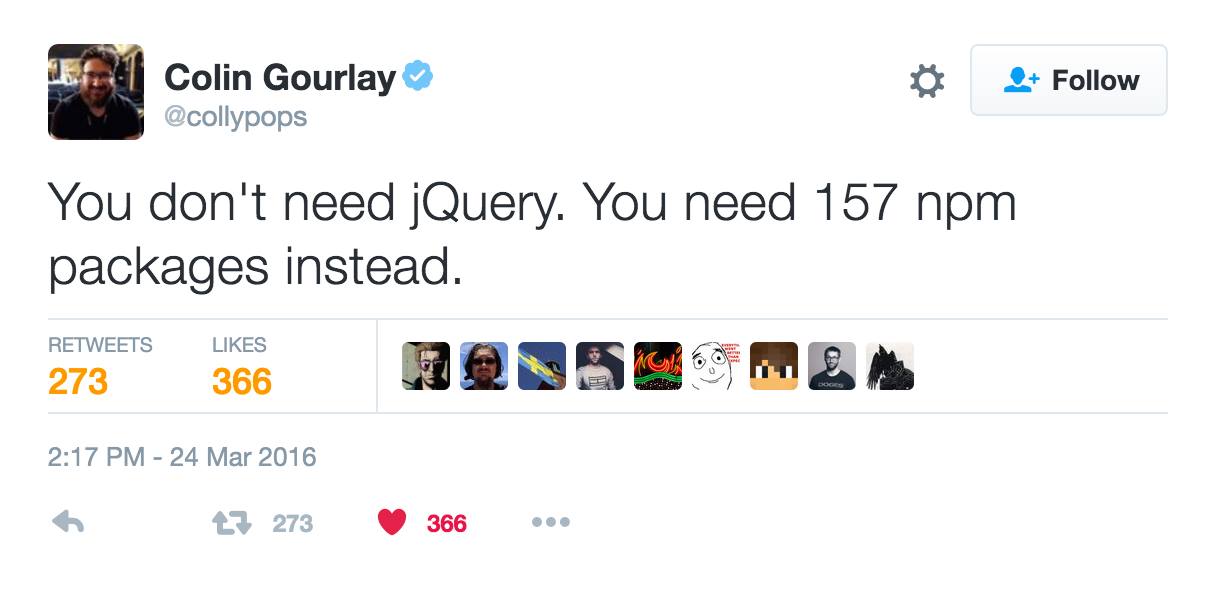 Colin Gourlay
@collypops
Follow
You don't need jQuery. You need 157 npm
packages instead.
RETWEETS
273
LIKES
366
DOGES
2:17 PM - 24 Mar 2016
273
366